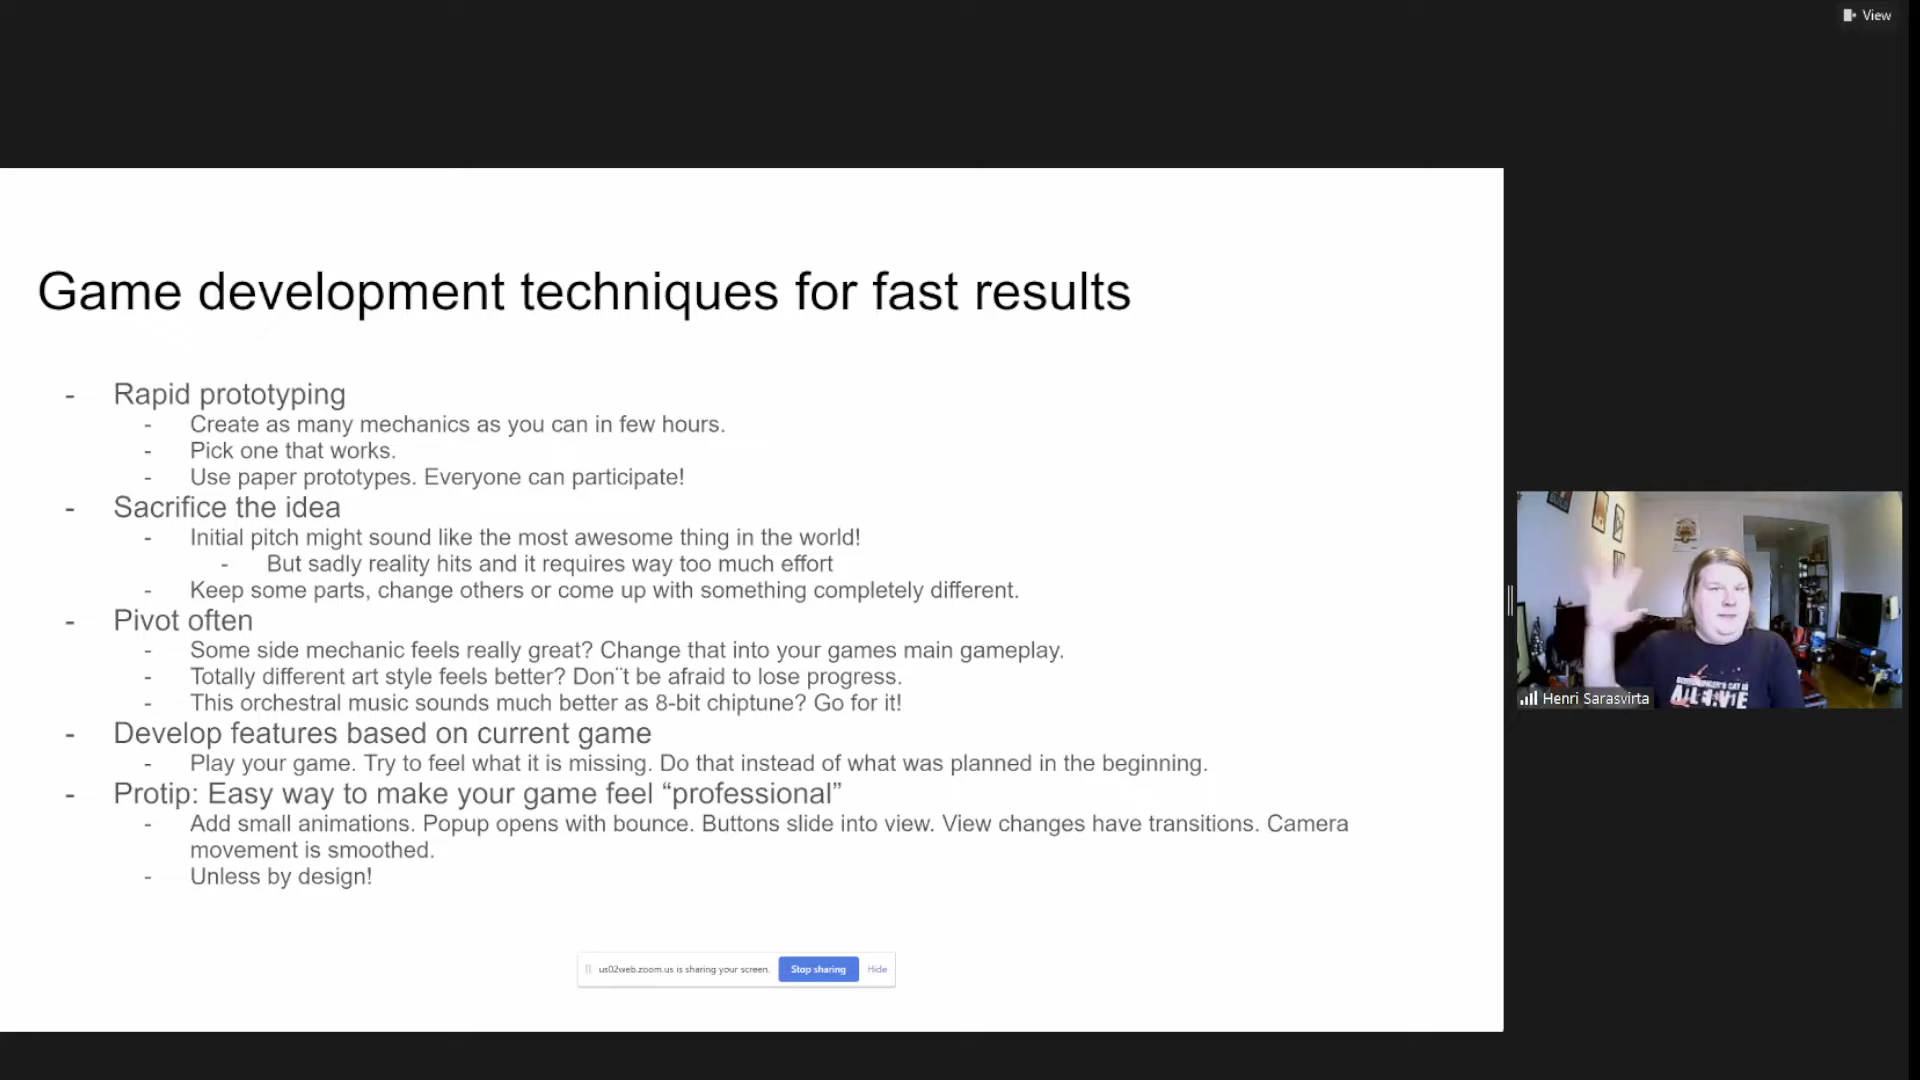 View
Game development techniques for fast results
- Rapid prototyping
- Create as many mechanics as you can in few hours.
- Pick one that works.
- Use paper prototypes. Everyone can participate!
- Sacrifice the idea
- Initial pitch might sound like the most awesome thing in the world!
- But sadly reality hits and it requires way too much effort
- Keep some parts, change others or come up with something completely different.
- Pivot often
- Some side mechanic feels really great? Change that into your games main gameplay.
- Totally different art style feels better? Don¨t be afraid to lose progress.
- This orchestral music sounds much better as 8-bit chiptune? Go for it!
- Develop features based on current game
- Play your game. Try to feel what it is missing. Do that instead of what was planned in the beginning.
- Protip: Easy way to make your game feel “professional”
- Add small animations. Popup opens with bounce. Buttons slide into view. View changes have transitions. Camera
movement is smoothed.
- Unless by design!
us02web.zoom.us is sharing your screen. Stop sharing Hide
CAT IS
ALIVE
Henri Sarasvirta